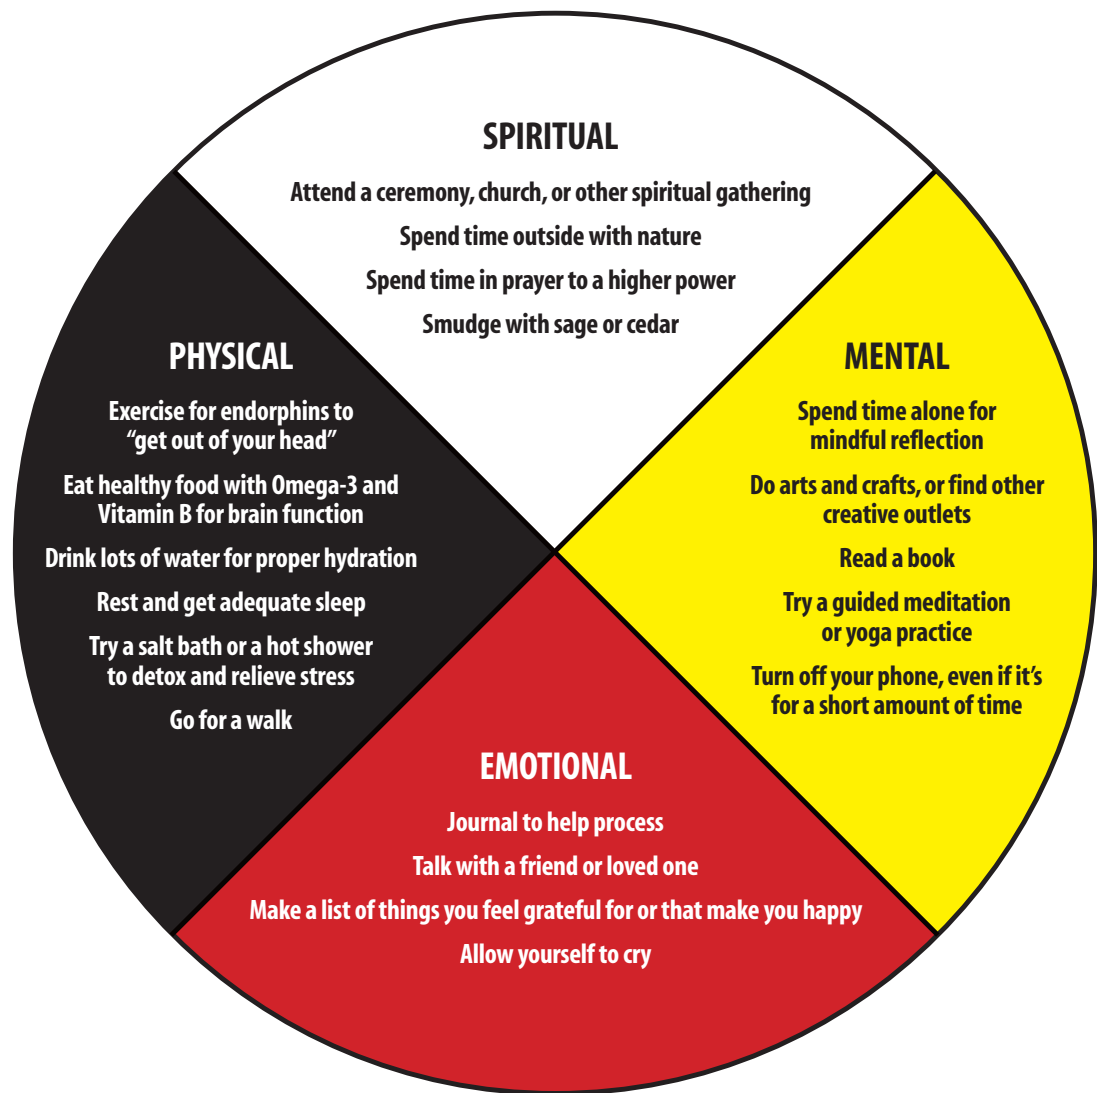 SPIRITUAL
Attend a ceremony, church, or other spiritual gathering
Spend time outside with nature
Spend time in prayer to a higher power
Smudge with sage or cedar
PHYSICAL
Exercise for endorphins to
“get out of your head”
Eat healthy food with Omega-3 and
Vitamin B for brain function
Drink lots of water for proper hydration
Rest and get adequate sleep
Try a salt bath or a hot shower
to detox and relieve stress
Go for a walk
MENTAL
Spend time alone for
mindful reflection
Do arts and crafts, or find other
creative outlets
Read a book
Try a guided meditation
or yoga practice
Turn off your phone, even if it’s
for a short amount of time
EMOTIONAL
Journal to help process
Talk with a friend or loved one
Make a list of things you feel grateful for or that make you happy
Allow yourself to cry